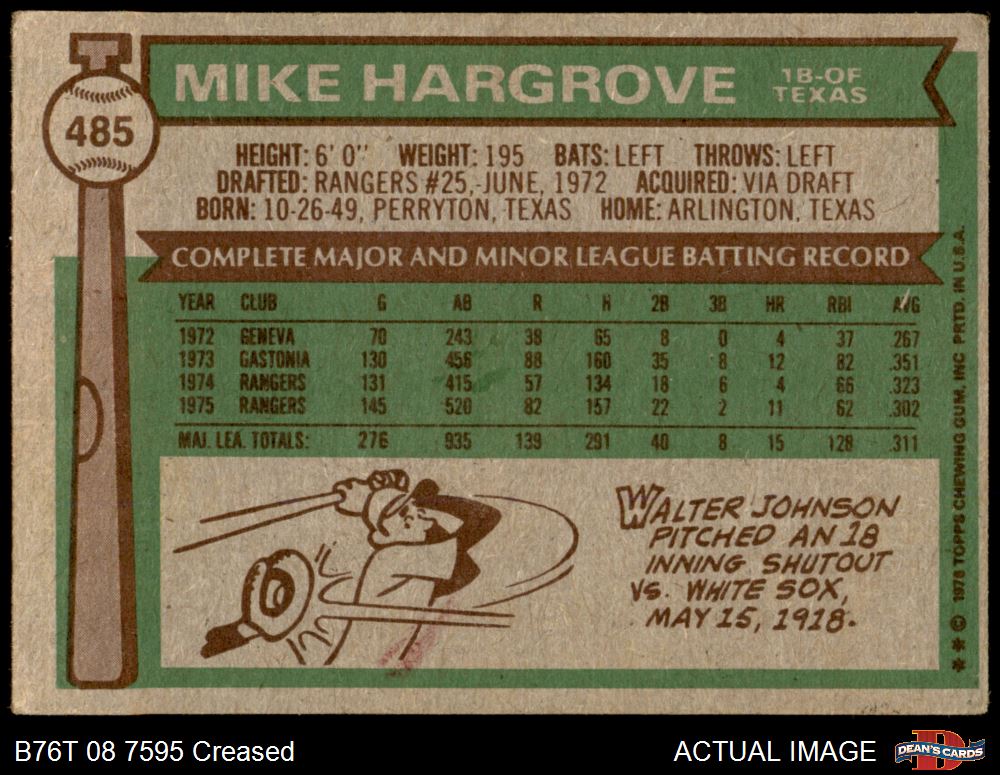 MIKE HARGROVE
1B-OF
TEXAS
485
HEIGHT: 6' 0" WEIGHT: 195 BATS: LEFT THROWS: LEFT
DRAFTED: RANGERS #25,-JUNE, 1972 ACQUIRED: VIA DRAFT
BORN: 10-26-49, PERRYTON, TEXAS HOME: ARLINGTON, TEXAS
COMPLETE MAJOR AND MINOR LEAGUE BATTING RECORD
YEAR CLUB G AB R H 2B 3B HR RBI AVG
1972 GENEVA 70 243 38 65 8 0 4 37 .267
1973 GASTONIA 130 456 88 160 35 8 12 82 .351
1974 RANGERS 131 415 57 134 18 6 4 66 .323
1975 RANGERS 145 520 82 157 22 2 11 62 .302
MAJ. LEA. TOTALS: 276 935 139 291 40 8 15 128 .311
WALTER JOHNSON
PITCHED AN 18
INNING SHUTOUT
VS. WHITE SOX,
MAY 15, 1918.
** © 1976 TOPPS CHEWING GUM, INC PRTD. IN U.S.A.
B76T 08 7595 Creased
ACTUAL IMAGE
DEAN'S CARDS